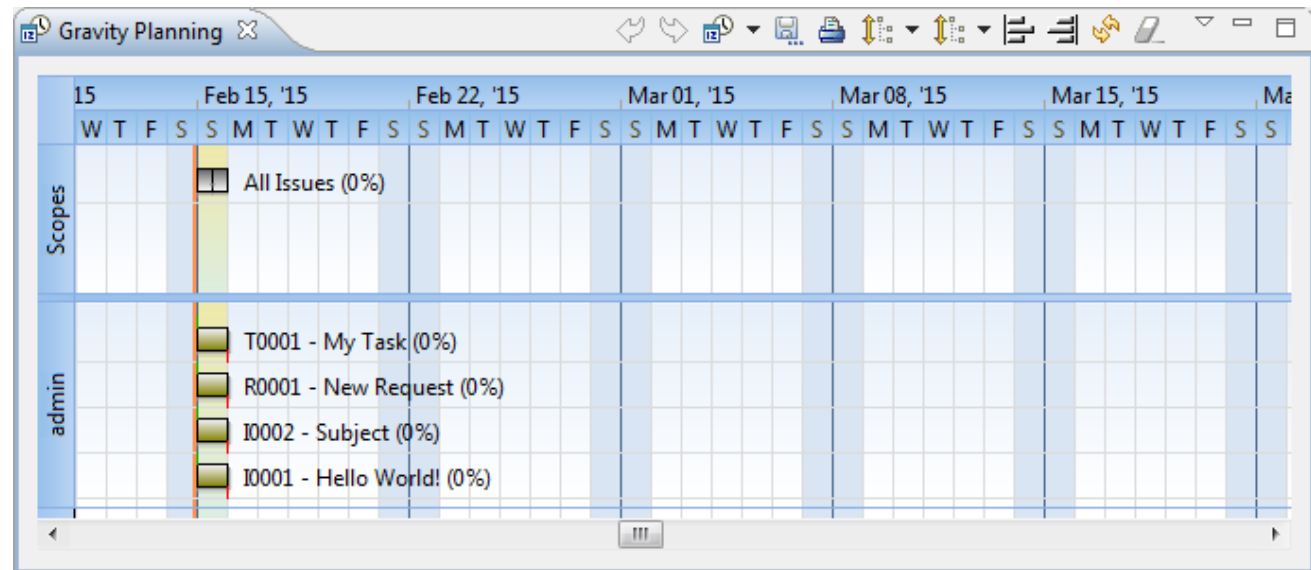 Gravity Planning
15 Feb 15, '15 Feb 22, '15 Mar 01, '15 Mar 08, '15 Mar 15, '15 Ma
W T F S S M T W T F S S M T W T F S S M T W T F S S M T W T F S S M T W T F S S
Scopes
All Issues (0%)
admin
T0001 - My Task (0%)
R0001 - New Request (0%)
I0002 - Subject (0%)
I0001 - Hello World! (0%)